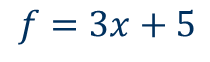 f = 3x + 5